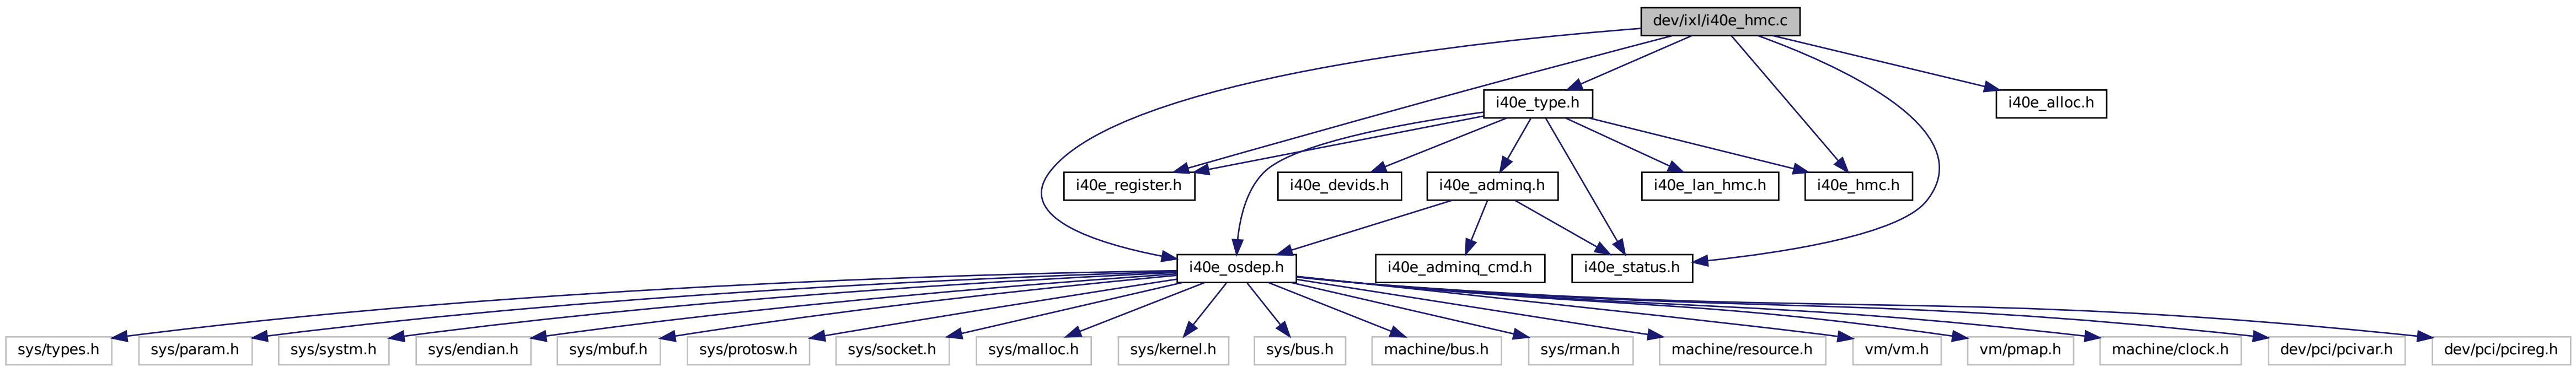 dev/ixl/i40e_hmc.c
i40e_type.h
i40e_alloc.h
i40e_register.h
i40e_devids.h
i40e_adminq.h
i40e_lan_hmc.h
i40e_hmc.h
i40e_osdep.h
i40e_adminq_cmd.h
i40e_status.h
sys/types.h
sys/param.h
sys/systm.h
sys/endian.h
sys/mbuf.h
sys/protosw.h
sys/socket.h
sys/malloc.h
sys/kernel.h
sys/bus.h
machine/bus.h
sys/rman.h
machine/resource.h
vm/vm.h
vm/pmap.h
machine/clock.h
dev/pci/pcivar.h
dev/pci/pcireg.h